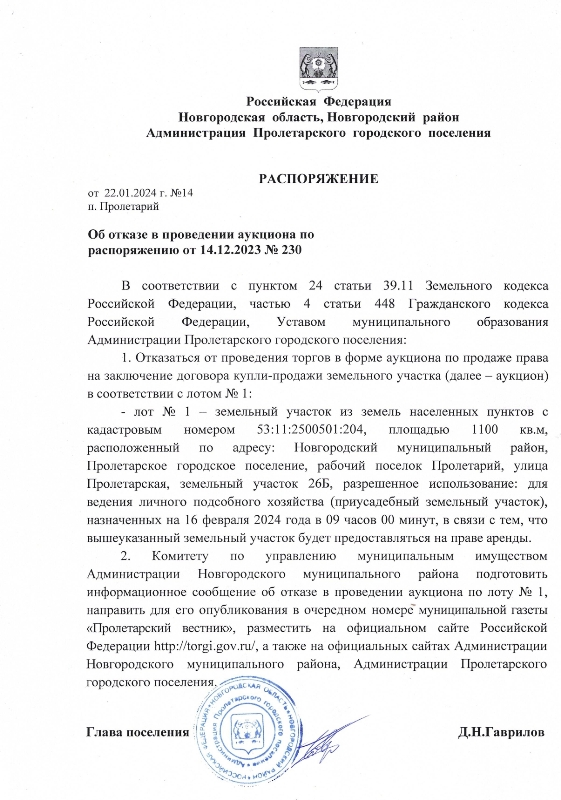 Российская Федерация
Новгородская область, Новгородский район
Администрация Пролетарского городского поселения
РАСПОРЯЖЕНИЕ
от 22.01.2024 г. №14
п. Пролетарий
Об отказе в проведении аукциона по
распоряжению от 14.12.2023 № 230
В соответствии с пунктом 24 статьи 39.11 Земельного кодекса
Российской Федерации, частью 4 статьи 448 Гражданского кодекса
Российской Федерации, Уставом муниципального образования
Администрации Пролетарского городского поселения:
1. Отказаться от проведения торгов в форме аукциона по продаже права
на заключение договора купли-продажи земельного участка (далее – аукцион)
в соответствии с лотом № 1:
- лот № 1 – земельный участок из земель населенных пунктов с
кадастровым номером 53:11:2500501:204, площадью 1100 кв.м,
расположенный по адресу: Новгородский муниципальный район,
Пролетарское городское поселение, рабочий поселок Пролетарий, улица
Пролетарская, земельный участок 26Б, разрешенное использование: для
ведения личного подсобного хозяйства (приусадебный земельный участок),
назначенных на 16 февраля 2024 года в 09 часов 00 минут, в связи с тем, что
вышеуказанный земельный участок будет предоставляться на праве аренды.
2. Комитету по управлению муниципальным имуществом
Администрации Новгородского муниципального района подготовить
информационное сообщение об отказе в проведении аукциона по лоту № 1,
направить для его опубликования в очередном номере муниципальной газеты
«Пролетарский вестник», разместить на официальном сайте Российской
Федерации http://torgi.gov.ru/, а также на официальных сайтах Администрации
Новгородского муниципального района, Администрации Пролетарского
городского поселения.
Глава поселения Д.Н.Гаврилов
РОССИЙСКАЯ ФЕДЕРАЦИЯ НОВГОРОДСКАЯ ОБЛАСТЬ НОВГОРОДСКИЙ РАЙОН
Администрация Пролетарского городского поселения